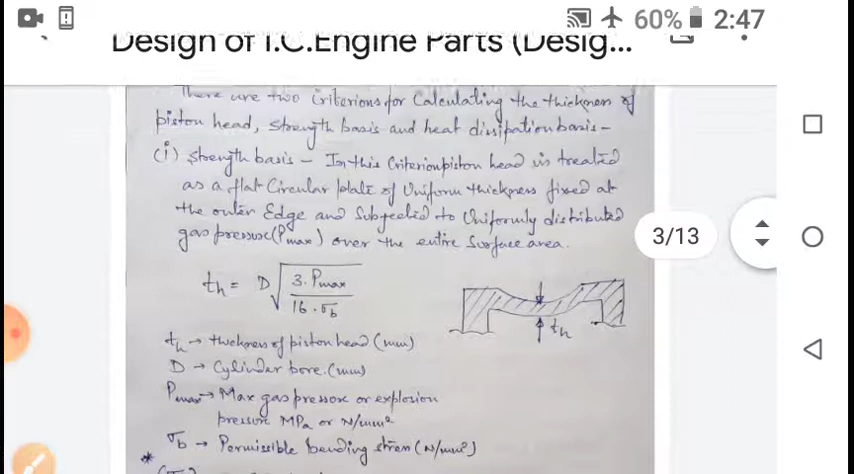 60% 2:47
Design of I.C.Engine Parts (Desig...
There are two Criterions for Calculating the thickness of
piston head, strength basis and heat dissipation basis -
(i) Strength basis - In this Criterion piston head is treated
as a flat Circular plate of Uniform thickness fixed at
the outer Edge and Subjected to Uniformly distributed
gas pressure (Pmax) over the entire Surface area.
3/13
th = D √ 3. Pmax / 16 . σb
th
th → thickness of piston head (mm)
D → Cylinder bore. (mm)
Pmax → Max gas pressure or explosion
pressure MPa or N/mm²
σb → Permissible bending stress (N/mm²)
*